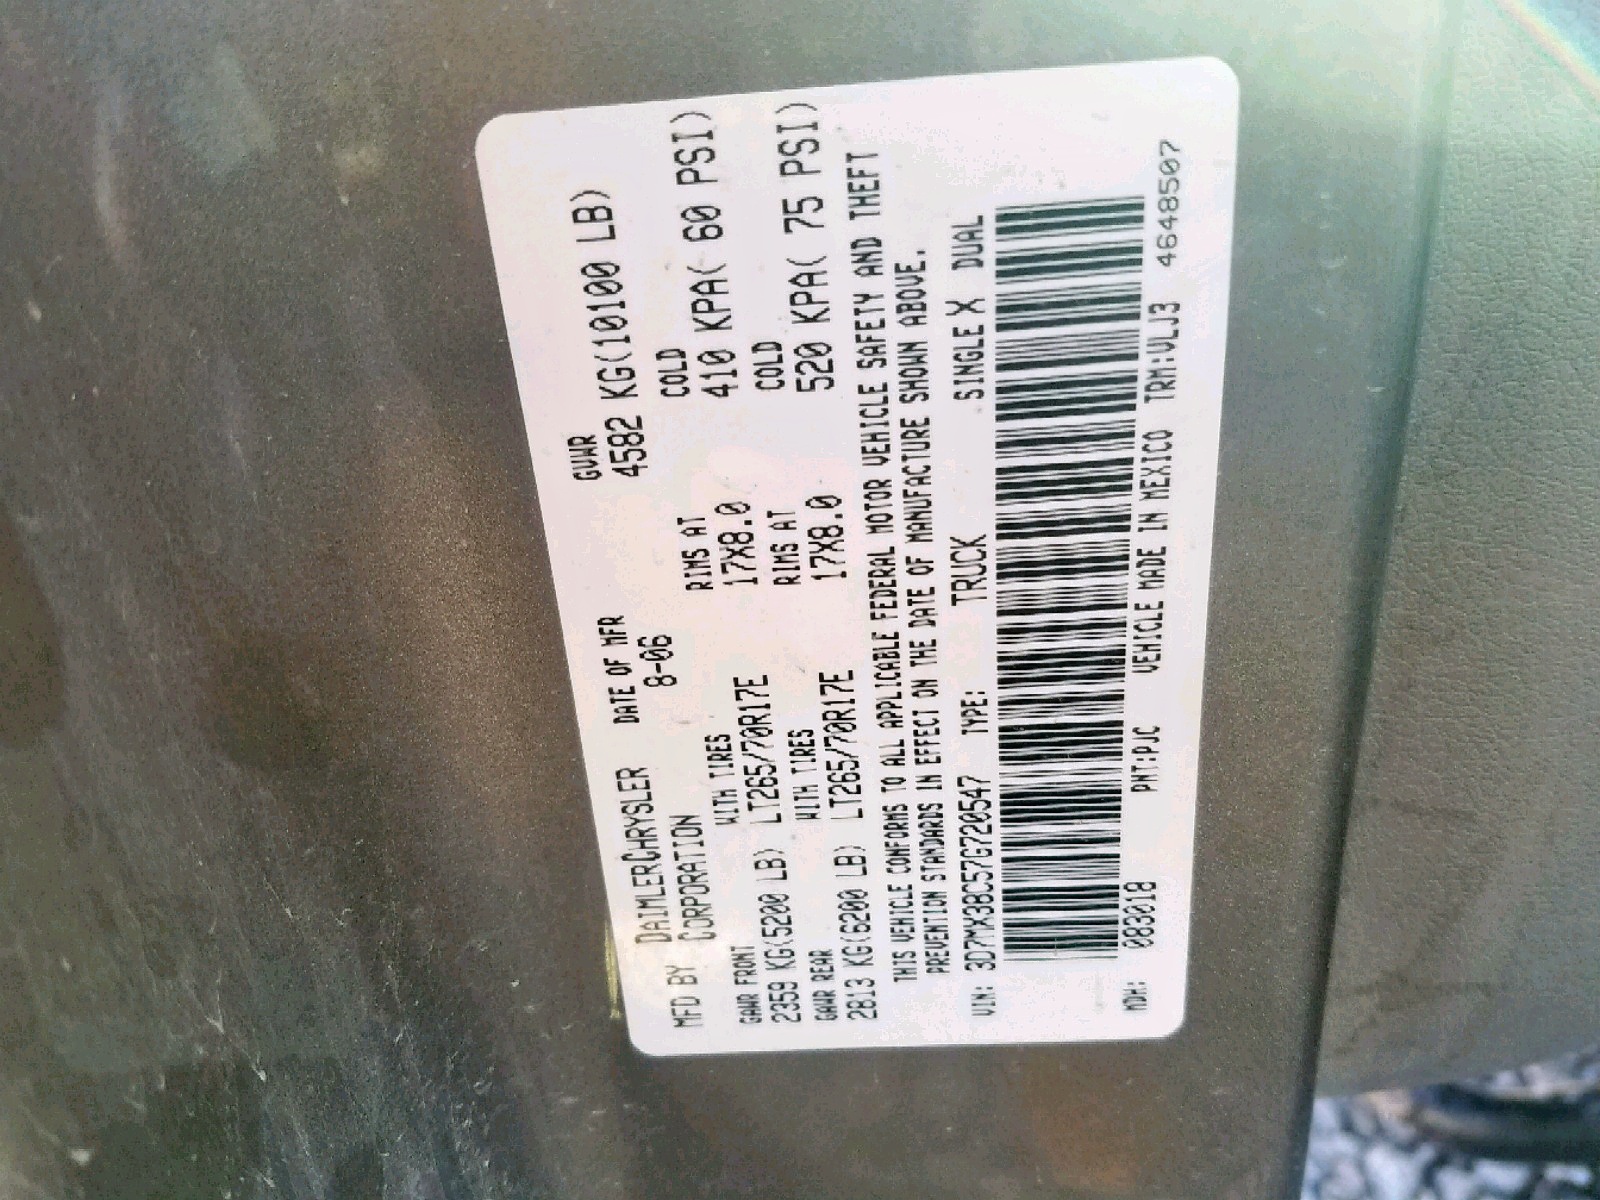 MFD BY DAIMLERCHRYSLER CORPORATION DATE OF MFR 8-06 GVWR 4582 KG(10100 LB)
GAWR FRONT WITH TIRES RIMS AT COLD
2359 KG(5200 LB) LT265/70R17E 17X8.0 410 KPA( 60 PSI)
GAWR REAR WITH TIRES RIMS AT COLD
2813 KG(6200 LB) LT265/70R17E 17X8.0 520 KPA( 75 PSI)
THIS VEHICLE CONFORMS TO ALL APPLICABLE FEDERAL MOTOR VEHICLE SAFETY AND THEFT
PREVENTION STANDARDS IN EFFECT ON THE DATE OF MANUFACTURE SHOWN ABOVE.
VIN: 3D7MX38C57G720547 TYPE: TRUCK SINGLE X DUAL
MDH: 083018 PNT:PJC VEHICLE MADE IN MEXICO TRM:VLJ3 4648507